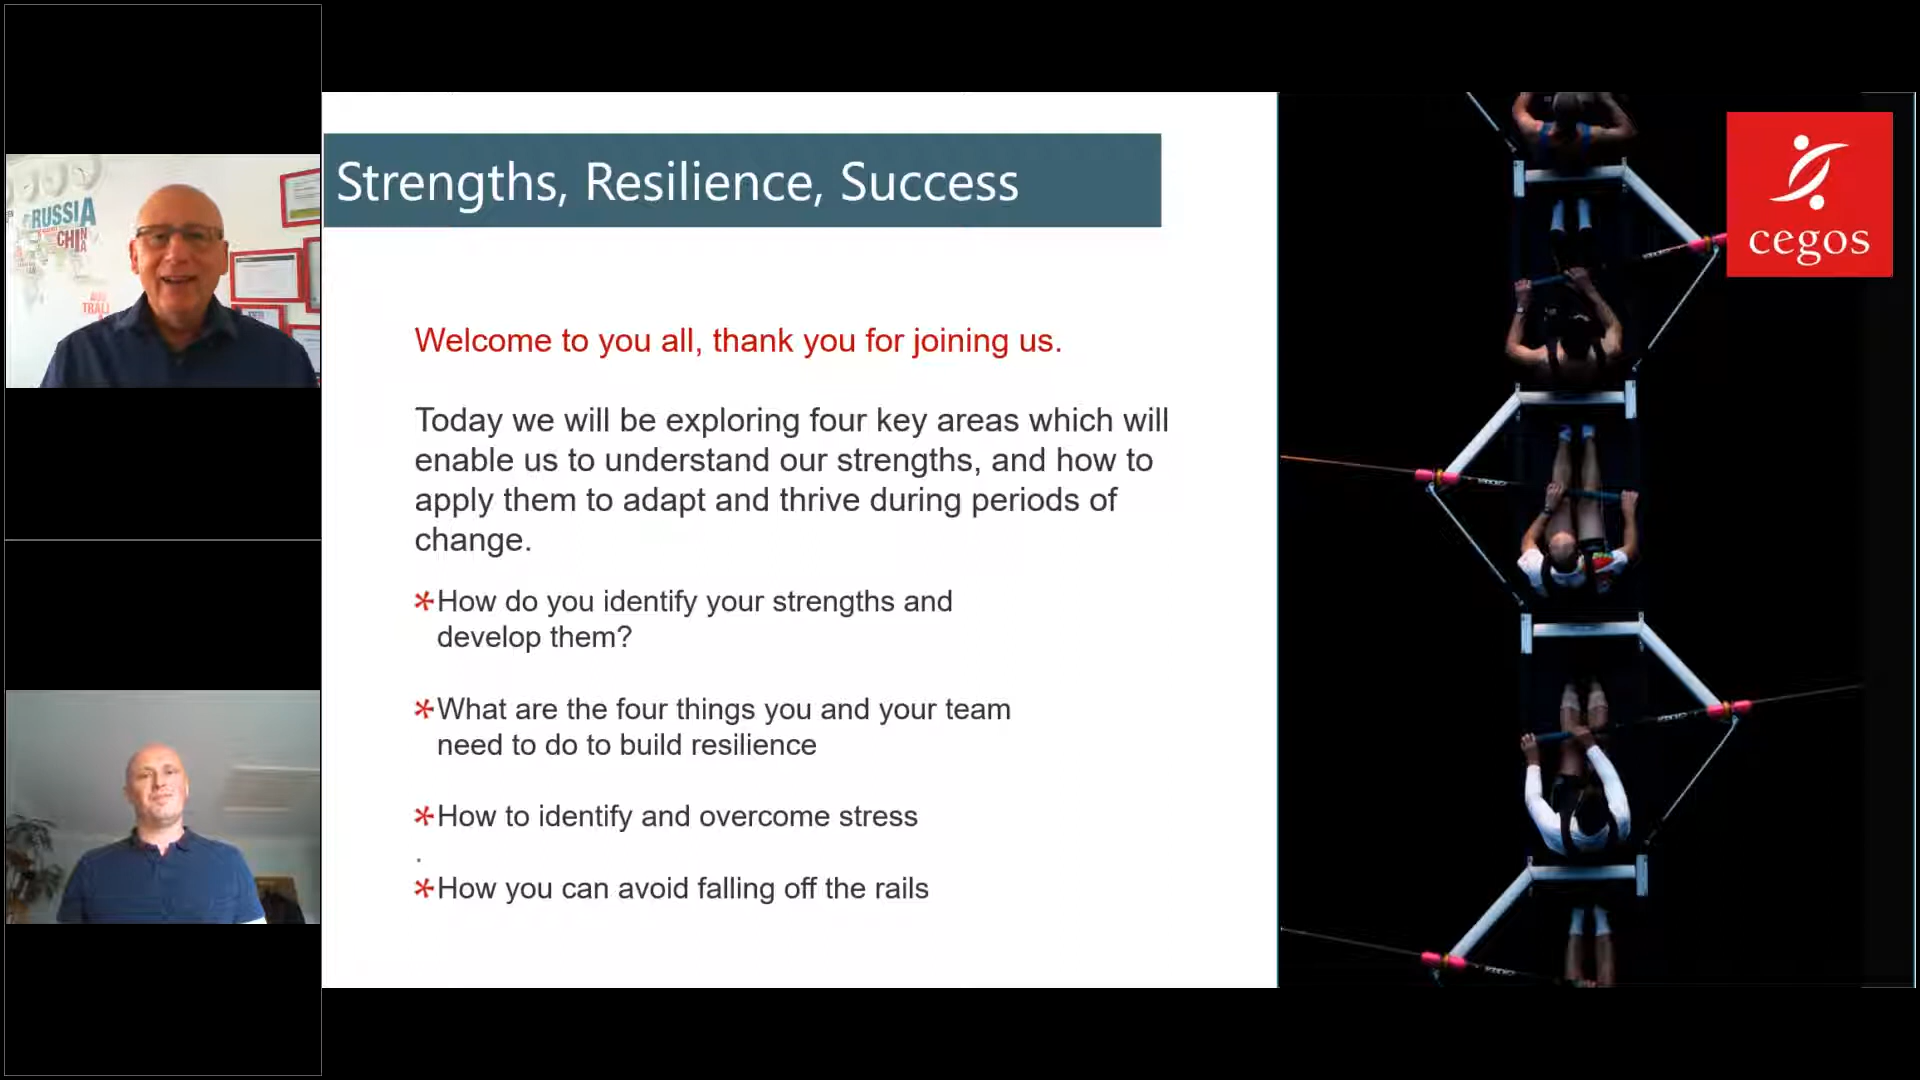 RUSSIA
CHIN
A
TRALI
Strengths, Resilience, Success
cegos
Welcome to you all, thank you for joining us.
Today we will be exploring four key areas which will
enable us to understand our strengths, and how to
apply them to adapt and thrive during periods of
change.
*How do you identify your strengths and
develop them?
*What are the four things you and your team
need to do to build resilience
*How to identify and overcome stress
.
*How you can avoid falling off the rails